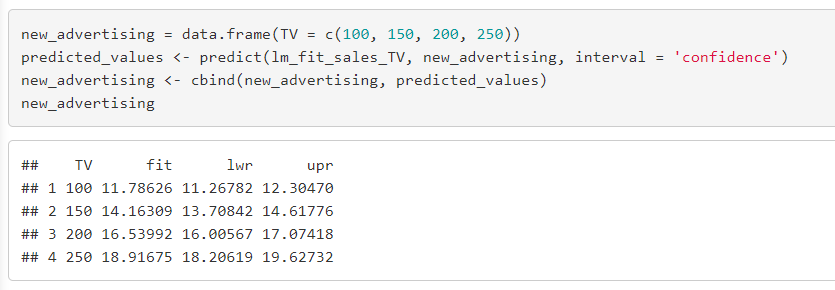 new_advertising = data.frame(TV = c(100, 150, 200, 250))
predicted_values <- predict(lm_fit_sales_TV, new_advertising, interval = 'confidence')
new_advertising <- cbind(new_advertising, predicted_values)
new_advertising
##    TV      fit      lwr      upr
## 1 100 11.78626 11.26782 12.30470
## 2 150 14.16309 13.70842 14.61776
## 3 200 16.53992 16.00567 17.07418
## 4 250 18.91675 18.20619 19.62732